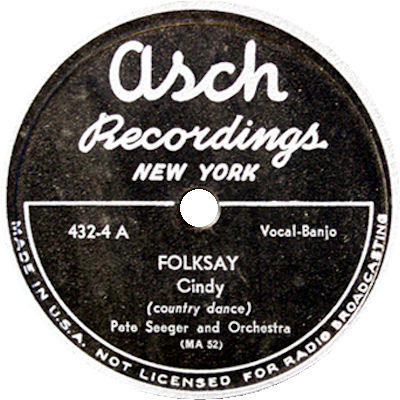 asch
Recordings
NEW YORK
432-4 A
Vocal-Banjo
FOLKSAY
Cindy
(country dance)
Pete Seeger and Orchestra
(MA 52)
MADE IN U.S.A. NOT LICENSED FOR RADIO BROADCASTING